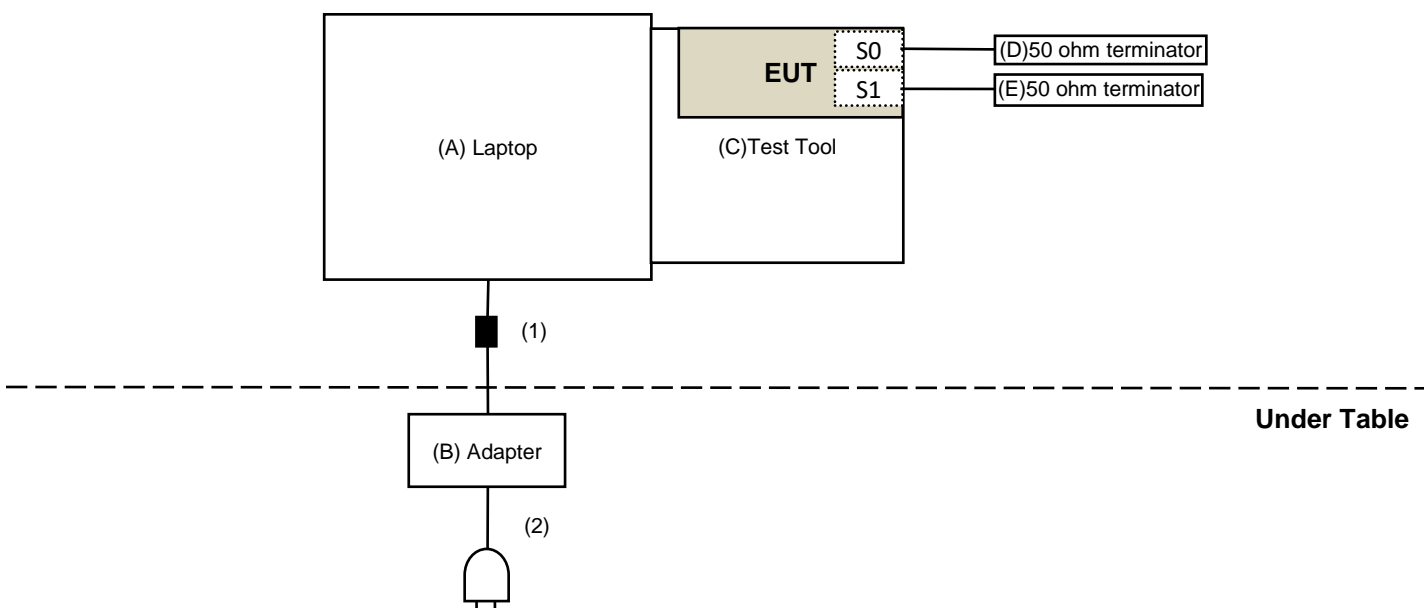 S0
(D)50 ohm terminator
EUT
S1
(E)50 ohm terminator
(A) Laptop
(C)Test Tool
(1)
Under Table
(B) Adapter
(2)